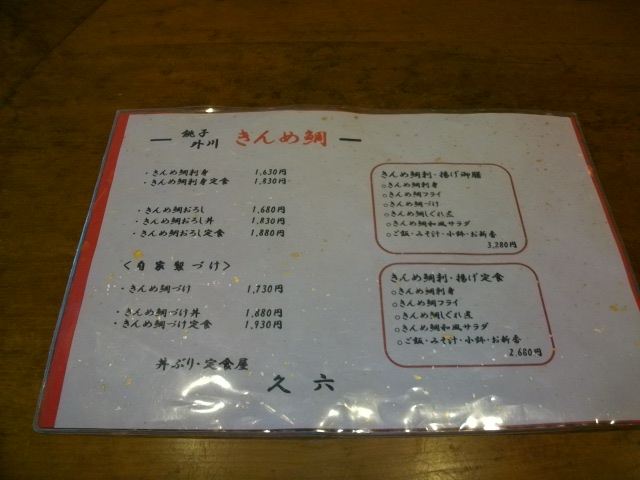 銚子
外川 きんめ鯛
・きんめ鯛刺身 1,630円
・きんめ鯛刺身定食 1,830円
・きんめ鯛おろし 1,680円
・きんめ鯛おろし丼 1,830円
・きんめ鯛おろし定食 1,880円
<自家製づけ>
・きんめ鯛づけ 1,730円
・きんめ鯛づけ丼 1,680円
・きんめ鯛づけ定食 1,930円
丼ぶり・定食屋
久六
きんめ鯛刺・揚げ御膳
○きんめ鯛刺身
○きんめ鯛フライ
○きんめ鯛づけ
○きんめ鯛しぐれ煮
○きんめ鯛和風サラダ
○ご飯・みそ汁・小鉢・お新香
3,280円
きんめ鯛刺・揚げ定食
○きんめ鯛刺身
○きんめ鯛フライ
○きんめ鯛しぐれ煮
○きんめ鯛和風サラダ
○ご飯・みそ汁・小鉢・お新香
2,680円